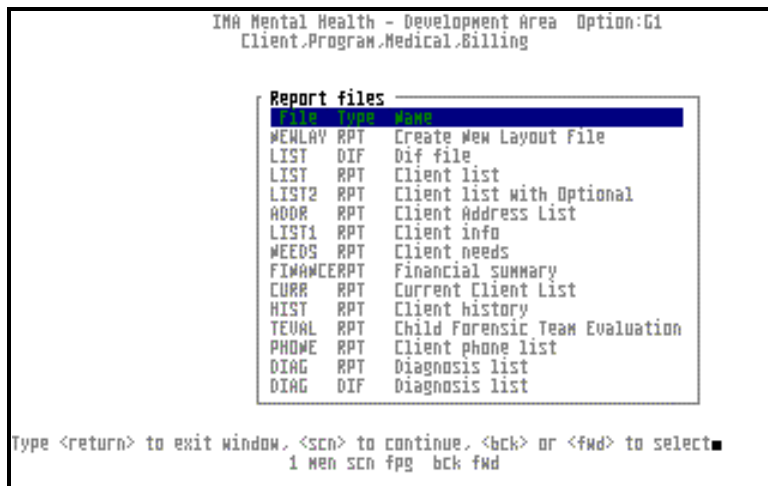 IMA Mental Health - Development Area  Option:G1
Client,Program,Medical,Billing
Report files
File  Type  Name
NEWLAY RPT  Create New Layout File
LIST  DIF  Dif file
LIST  RPT  Client list
LIST2  RPT  Client list with Optional
ADDR  RPT  Client Address List
LIST1  RPT  Client info
NEEDS  RPT  Client needs
FINANCERPT  Financial summary
CURR  RPT  Current Client List
HIST  RPT  Client history
TEVAL  RPT  Child Forensic Team Evaluation
PHONE  RPT  Client phone list
DIAG  RPT  Diagnosis list
DIAG  DIF  Diagnosis list
Type <return> to exit window, <scn> to continue, <bck> or <fwd> to select
1 men scn fpg  bck fwd